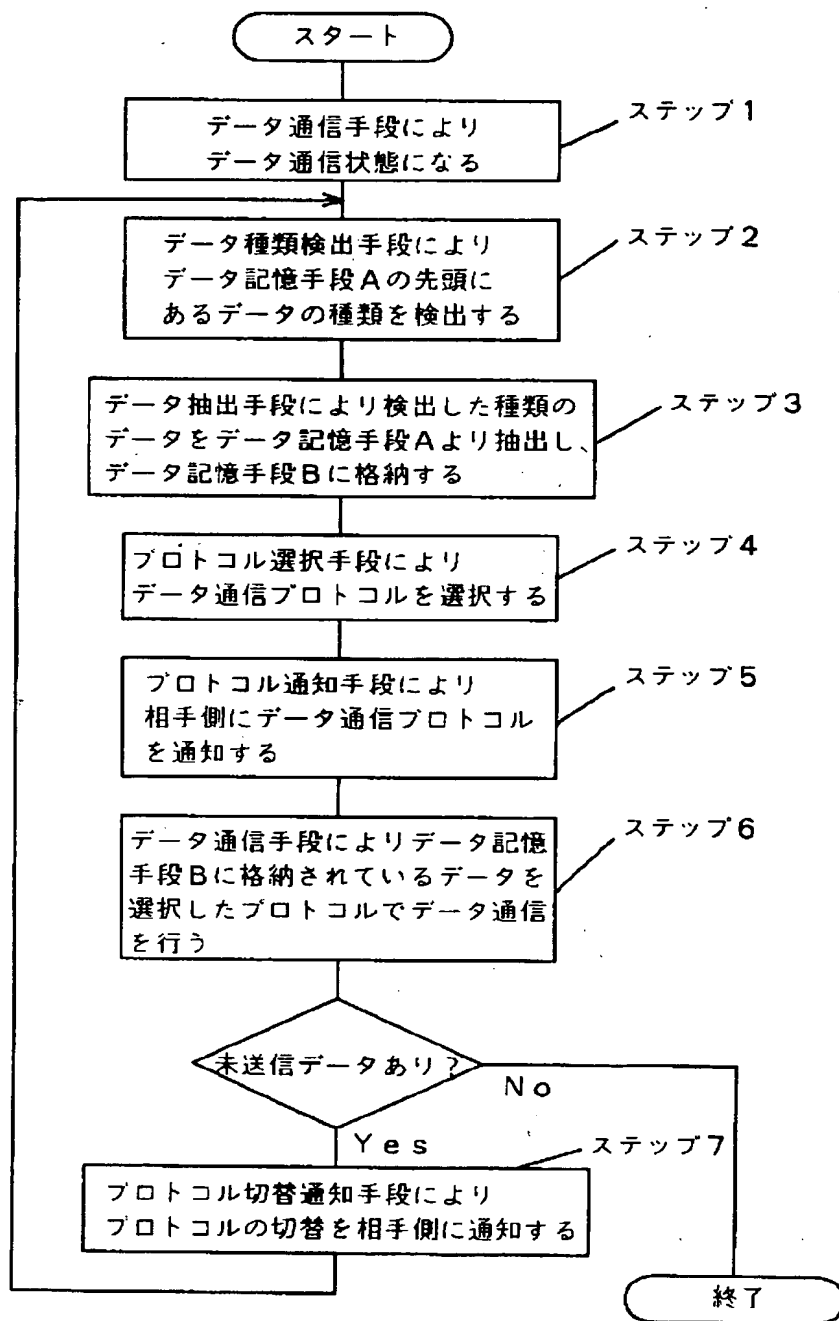 スタート
データ通信手段により
データ通信状態になる
ステップ1
データ種類検出手段により
データ記憶手段Aの先頭に
あるデータの種類を検出する
ステップ2
データ抽出手段により検出した種類の
データをデータ記憶手段Aより抽出し、
データ記憶手段Bに格納する
ステップ3
プロトコル選択手段により
データ通信プロトコルを選択する
ステップ4
プロトコル通知手段により
相手側にデータ通信プロトコル
を通知する
ステップ5
データ通信手段によりデータ記憶
手段Bに格納されているデータを
選択したプロトコルでデータ通信
を行う
ステップ6
未送信データあり?
No
Yes
ステップ7
プロトコル切替通知手段により
プロトコルの切替を相手側に通知する
終了